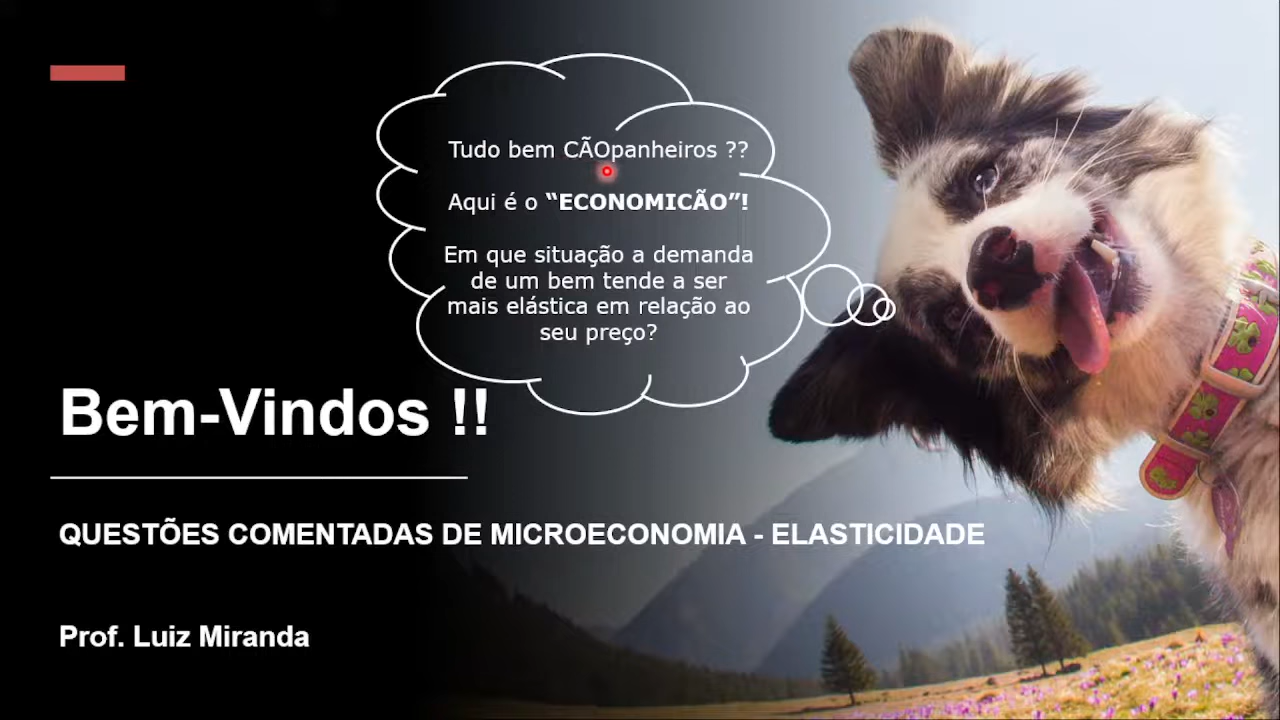 Tudo bem CÃOpanheiros ??
Aqui é o “ECONOMICÃO”!
Em que situação a demanda
de um bem tende a ser
mais elástica em relação ao
seu preço?
Bem-Vindos !!
QUESTÕES COMENTADAS DE MICROECONOMIA - ELASTICIDADE
Prof. Luiz Miranda